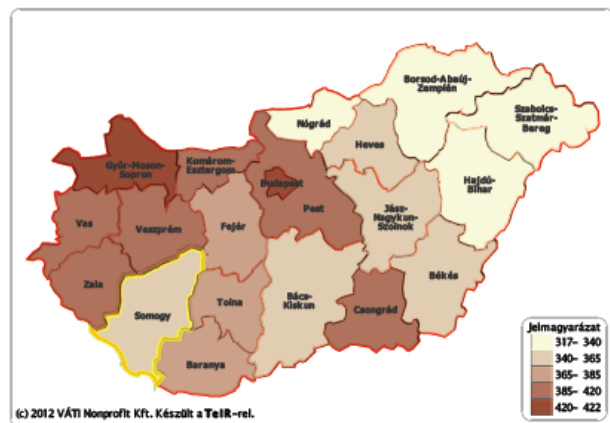 Borsod-Abaúj-
Zemplén
Szabolcs-
Szatmár-
Bereg
Nógrád
Heves
Győr-Moson-
Sopron
Komárom-
Esztergom
Budapest
Hajdú-
Bihar
Pest
Jász-
Nagykun-
Szolnok
Vas
Veszprém
Fejér
Zala
Békés
Somogy
Tolna
Bács-
Kiskun
Csongrád
Baranya
Jelmagyarázat
317- 340
340- 365
365- 385
385- 420
420- 422
(c) 2012 VÁTI Nonprofit Kft. Készült a TeIR-rel.